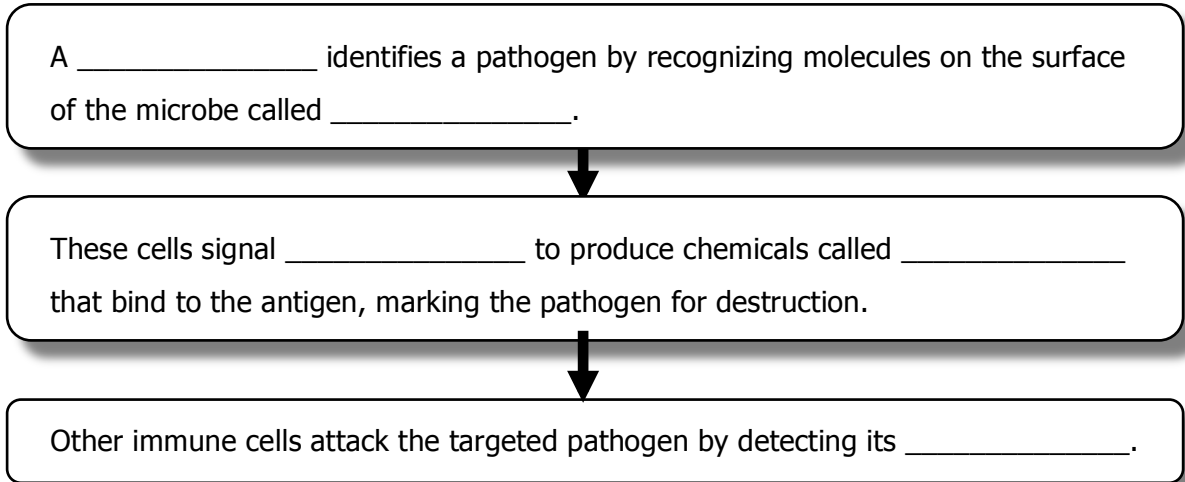 A _______________ identifies a pathogen by recognizing molecules on the surface
of the microbe called _______________.
These cells signal _______________ to produce chemicals called ______________
that bind to the antigen, marking the pathogen for destruction.
Other immune cells attack the targeted pathogen by detecting its ______________.